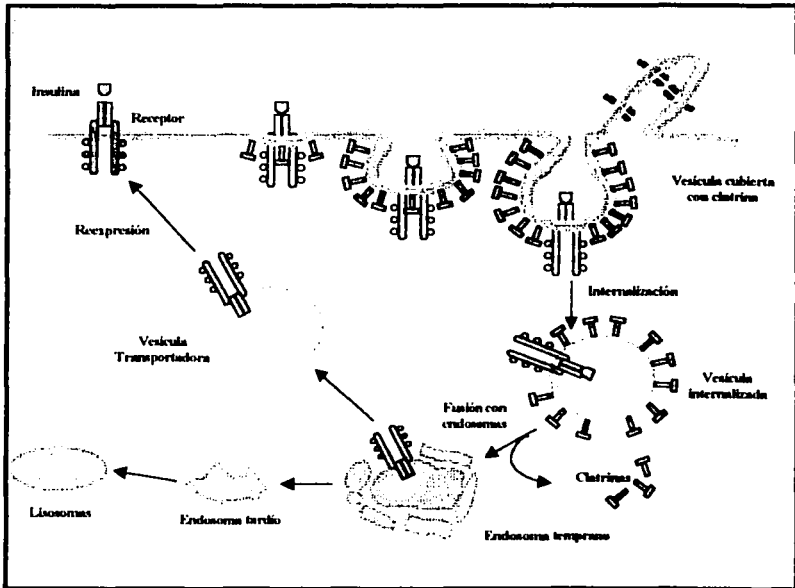 Insulina
Receptor
Vesícula cubierta
con clatrina
Reexpresión
Internalización
Vesícula
Transportadora
Vesícula
internalizada
Fusión con
endosomas
Clatrinas
Lisosomas
Endosoma tardío
Endosoma temprano